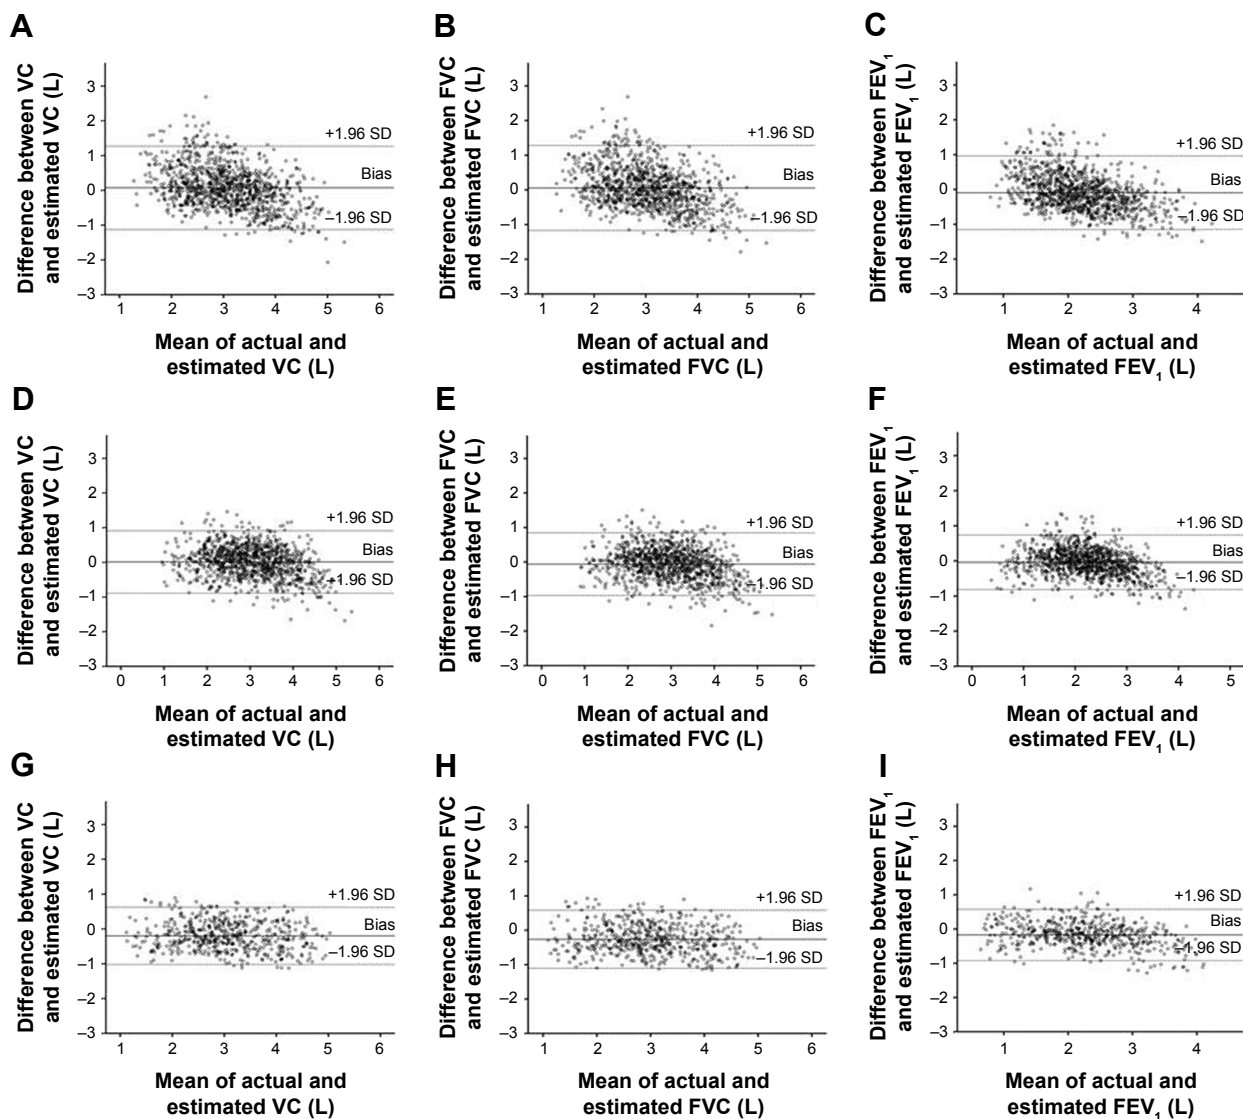 A
Difference between VC
and estimated VC (L)
3
2
1
0
–1
–2
–3
+1.96 SD
Bias
–1.96 SD
1 2 3 4 5 6
Mean of actual and
estimated VC (L)
B
Difference between FVC
and estimated FVC (L)
3
2
1
0
–1
–2
–3
+1.96 SD
Bias
–1.96 SD
1 2 3 4 5 6
Mean of actual and
estimated FVC (L)
C
Difference between FEV₁
and estimated FEV₁ (L)
3
2
1
0
–1
–2
–3
+1.96 SD
Bias
–1.96 SD
1 2 3 4
Mean of actual and
estimated FEV₁ (L)
D
Difference between VC
and estimated VC (L)
3
2
1
0
–1
–2
–3
+1.96 SD
Bias
–1.96 SD
0 1 2 3 4 5 6
Mean of actual and
estimated VC (L)
E
Difference between FVC
and estimated FVC (L)
3
2
1
0
–1
–2
–3
+1.96 SD
Bias
–1.96 SD
0 1 2 3 4 5 6
Mean of actual and
estimated FVC (L)
F
Difference between FEV₁
and estimated FEV₁ (L)
3
2
1
0
–1
–2
–3
+1.96 SD
Bias
–1.96 SD
0 1 2 3 4 5
Mean of actual and
estimated FEV₁ (L)
G
Difference between VC
and estimated VC (L)
3
2
1
0
–1
–2
–3
+1.96 SD
Bias
–1.96 SD
1 2 3 4 5 6
Mean of actual and
estimated VC (L)
H
Difference between FVC
and estimated FVC (L)
3
2
1
0
–1
–2
–3
+1.96 SD
Bias
–1.96 SD
1 2 3 4 5 6
Mean of actual and
estimated FVC (L)
I
Difference between FEV₁
and estimated FEV₁ (L)
3
2
1
0
–1
–2
–3
+1.96 SD
Bias
–1.96 SD
1 2 3 4
Mean of actual and
estimated FEV₁ (L)